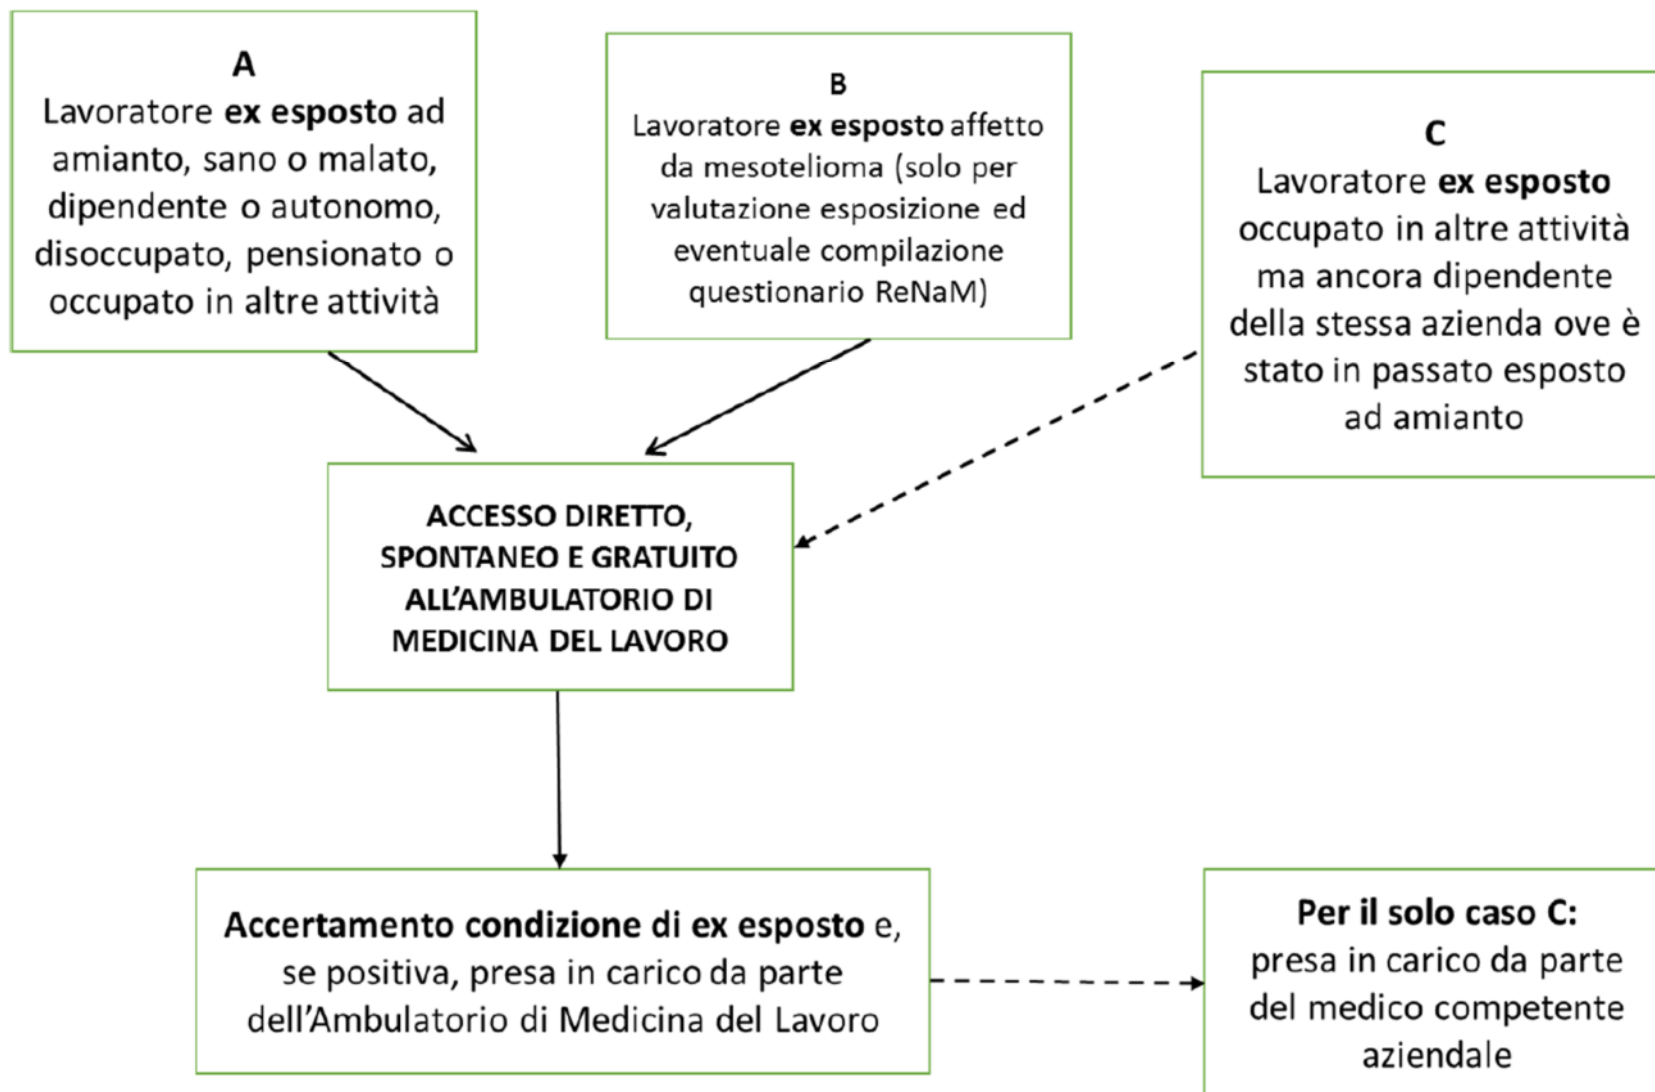 A
Lavoratore ex esposto ad
amianto, sano o malato,
dipendente o autonomo,
disoccupato, pensionato o
occupato in altre attività
B
Lavoratore ex esposto affetto
da mesotelioma (solo per
valutazione esposizione ed
eventuale compilazione
questionario ReNaM)
C
Lavoratore ex esposto
occupato in altre attività
ma ancora dipendente
della stessa azienda ove è
stato in passato esposto
ad amianto
ACCESSO DIRETTO,
SPONTANEO E GRATUITO
ALL’AMBULATORIO DI
MEDICINA DEL LAVORO
Accertamento condizione di ex esposto e,
se positiva, presa in carico da parte
dell’Ambulatorio di Medicina del Lavoro
Per il solo caso C:
presa in carico da parte
del medico competente
aziendale